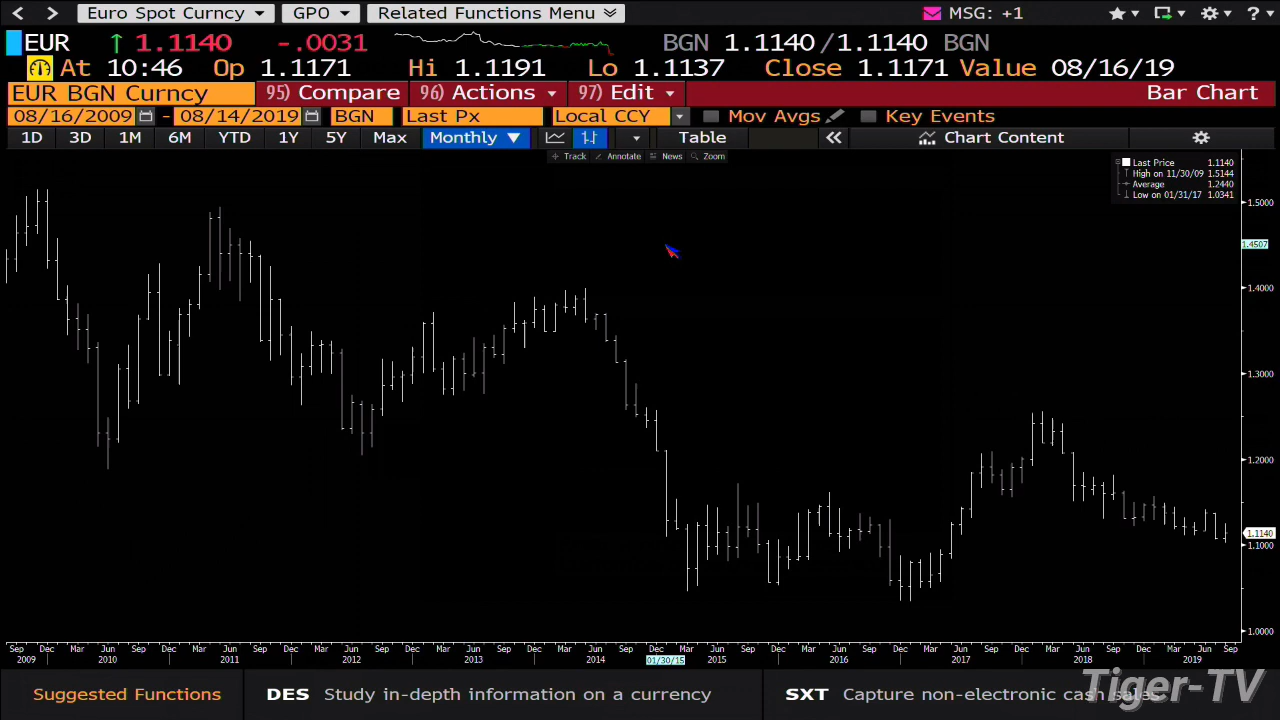 Euro Spot Curncy GPO Related Functions Menu MSG: +1
EUR 1.1140 -.0031 BGN 1.1140/1.1140 BGN
At 10:46 Op 1.1171 Hi 1.1191 Lo 1.1137 Close 1.1171 Value 08/16/19
EUR BGN Curncy 95) Compare 96) Actions 97) Edit Bar Chart
08/16/2009 - 08/14/2019 BGN Last Px Local CCY Mov Avgs Key Events
1D 3D 1M 6M YTD 1Y 5Y Max Monthly Table Chart Content
Track Annotate News Zoom
Last Price 1.1140
High on 11/30/09 1.5144
Average 1.2440
Low on 01/31/17 1.0341
1.5000
1.4507
1.4000
1.3000
1.2000
1.1140
1.1000
1.0000
Sep Dec Mar Jun Sep Dec Mar Jun Sep Dec Mar Jun Sep Dec Mar Jun Sep Dec Mar Jun Sep Dec Mar Jun Sep Dec Mar Jun Sep Dec Mar Jun Sep Dec Mar Jun Sep Dec Mar Jun Sep
2009 2010 2011 2012 2013 2014 01/30/15 2015 2016 2017 2018 2019
Suggested Functions DES Study in-depth information on a currency SXT Capture non-electronic cash sales
Tiger-TV